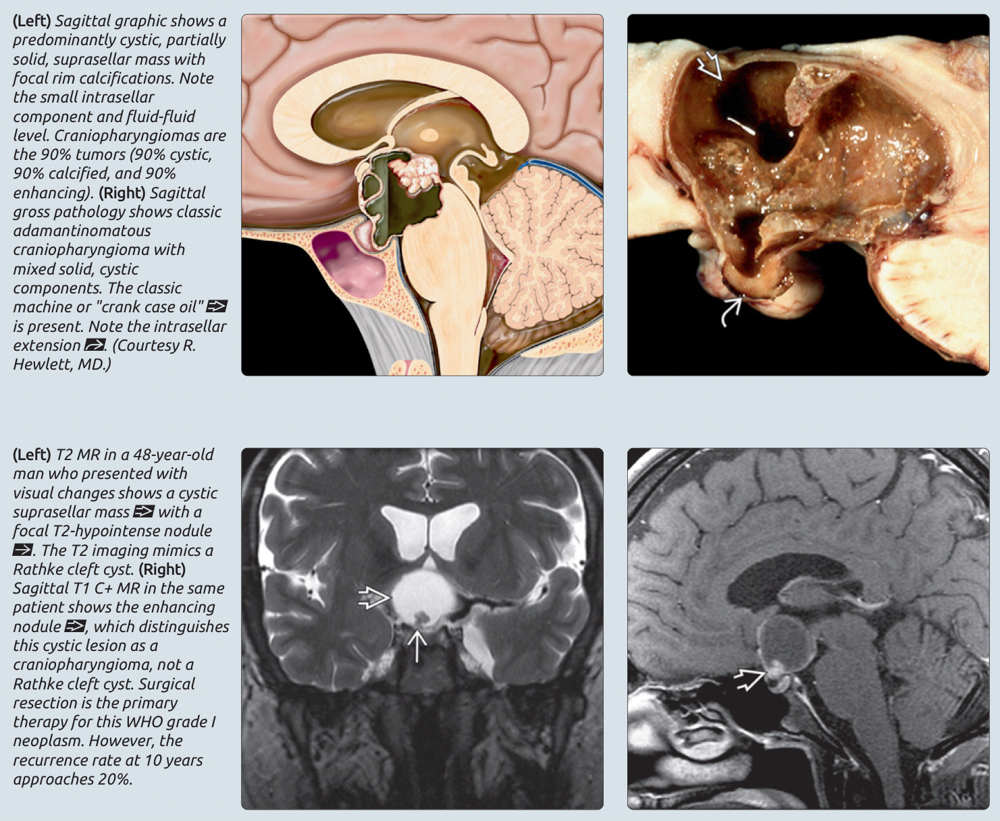 (Left) Sagittal graphic shows a
predominantly cystic, partially
solid, suprasellar mass with
focal rim calcifications. Note
the small intrasellar
component and fluid-fluid
level. Craniopharyngiomas are
the 90% tumors (90% cystic,
90% calcified, and 90%
enhancing). (Right) Sagittal
gross pathology shows classic
adamantinomatous
craniopharyngioma with
mixed solid, cystic
components. The classic
machine or "crank case oil"
is present. Note the intrasellar
extension . (Courtesy R.
Hewlett, MD.)
(Left) T2 MR in a 48-year-old
man who presented with
visual changes shows a cystic
suprasellar mass with a
focal T2-hypointense nodule
. The T2 imaging mimics a
Rathke cleft cyst. (Right)
Sagittal T1 C+ MR in the same
patient shows the enhancing
nodule , which distinguishes
this cystic lesion as a
craniopharyngioma, not a
Rathke cleft cyst. Surgical
resection is the primary
therapy for this WHO grade I
neoplasm. However, the
recurrence rate at 10 years
approaches 20%.